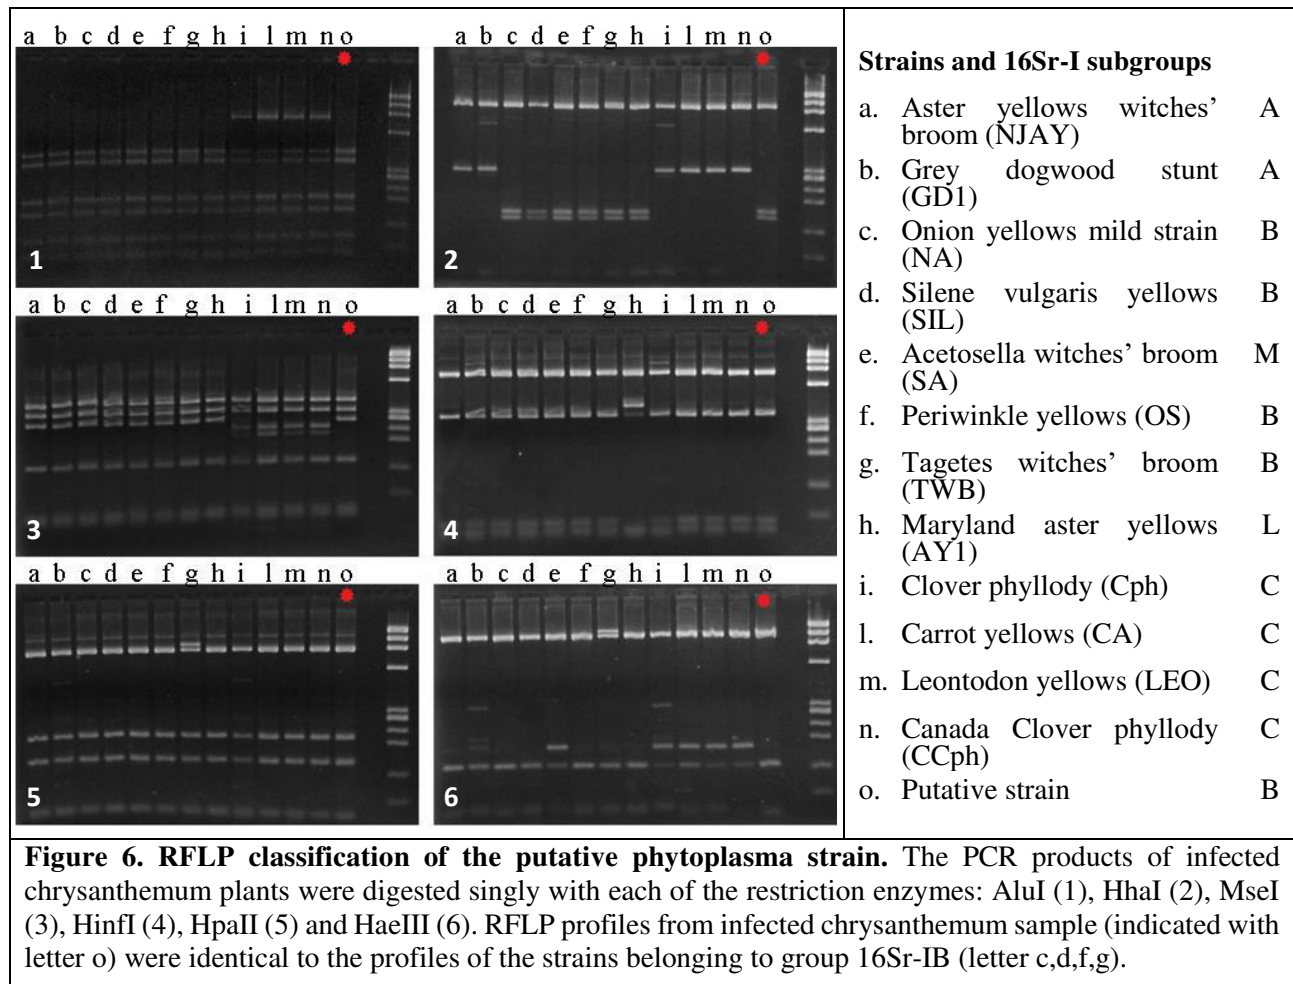 a b c d e f g h i l m n o
1
a b c d e f g h i l m n o
2
a b c d e f g h i l m n o
3
a b c d e f g h i l m n o
4
a b c d e f g h i l m n o
5
a b c d e f g h i l m n o
6
Strains and 16Sr-I subgroups
a. Aster yellows witches’ A
broom (NJAY)
b. Grey dogwood stunt A
(GD1)
c. Onion yellows mild strain B
(NA)
d. Silene vulgaris yellows B
(SIL)
e. Acetosella witches’ broom M
(SA)
f. Periwinkle yellows (OS) B
g. Tagetes witches’ broom B
(TWB)
h. Maryland aster yellows L
(AY1)
i. Clover phyllody (Cph) C
l. Carrot yellows (CA) C
m. Leontodon yellows (LEO) C
n. Canada Clover phyllody C
(CCph)
o. Putative strain B
Figure 6. RFLP classification of the putative phytoplasma strain. The PCR products of infected
chrysanthemum plants were digested singly with each of the restriction enzymes: AluI (1), HhaI (2), MseI
(3), HinfI (4), HpaII (5) and HaeIII (6). RFLP profiles from infected chrysanthemum sample (indicated with
letter o) were identical to the profiles of the strains belonging to group 16Sr-IB (letter c,d,f,g).